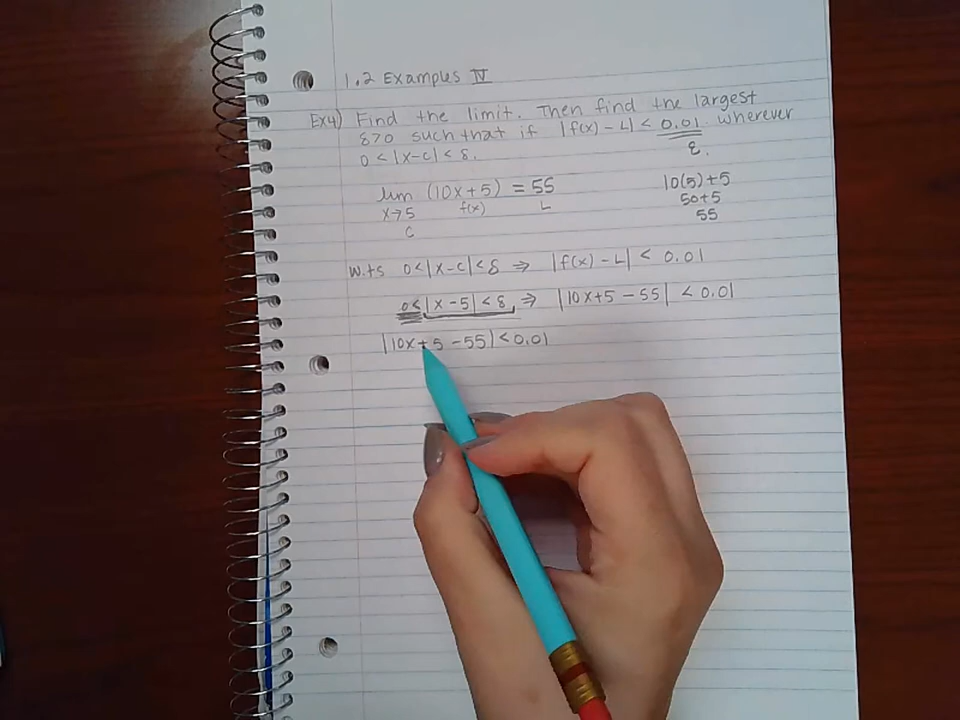 1.2 Examples IV
Ex4) Find the limit. Then find the largest
δ>0 such that if |f(x) - L| < 0.01 wherever
ε.
0 < |x-c| < δ.
lim (10x+5) = 55
x→5 f(x) L
c
10(5)+5
50+5
55
W.t.s 0<|x-c|<δ ⇒ |f(x) - L| < 0.01
0< |x-5| < δ ⇒ |10x+5 - 55| < 0.01
|10x+5 - 55| < 0.01